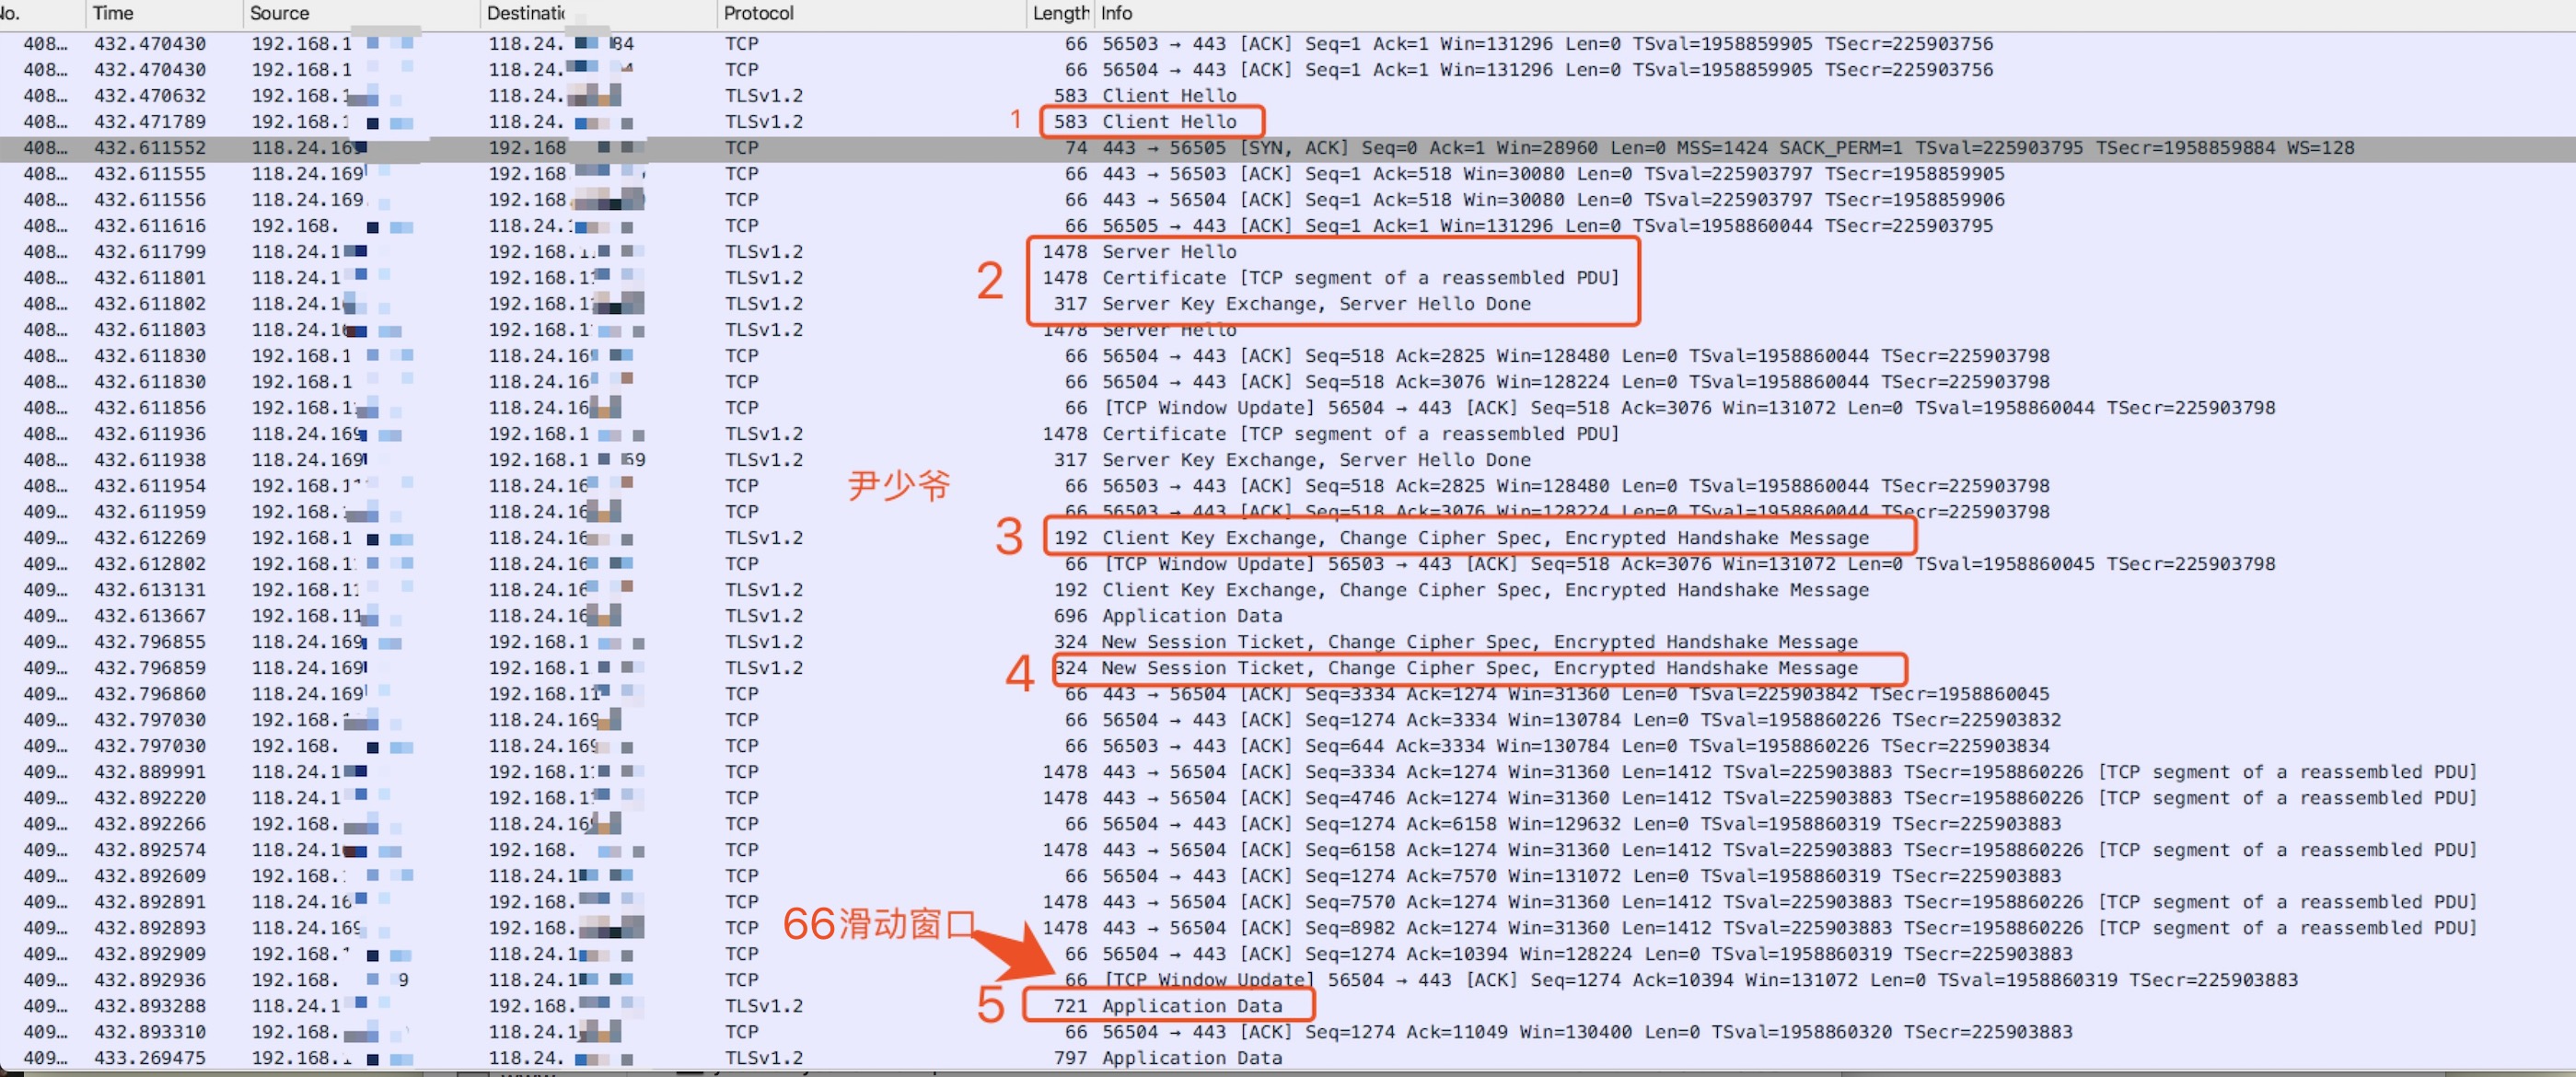 No. Time Source Destinatic Protocol Length Info
408… 432.470430 192.168.1 118.24. 84 TCP 66 56503 → 443 [ACK] Seq=1 Ack=1 Win=131296 Len=0 TSval=1958859905 TSecr=225903756
408… 432.470430 192.168.1 118.24. TCP 66 56504 → 443 [ACK] Seq=1 Ack=1 Win=131296 Len=0 TSval=1958859905 TSecr=225903756
408… 432.470632 192.168.1 118.24. TLSv1.2 583 Client Hello
408… 432.471789 192.168.1 118.24. TLSv1.2 1 583 Client Hello
408… 432.611552 118.24.169 192.168 TCP 74 443 → 56505 [SYN, ACK] Seq=0 Ack=1 Win=28960 Len=0 MSS=1424 SACK_PERM=1 TSval=225903795 TSecr=1958859884 WS=128
408… 432.611555 118.24.169 192.168. TCP 66 443 → 56503 [ACK] Seq=1 Ack=518 Win=30080 Len=0 TSval=225903797 TSecr=1958859905
408… 432.611556 118.24.169. 192.168 TCP 66 443 → 56504 [ACK] Seq=1 Ack=518 Win=30080 Len=0 TSval=225903797 TSecr=1958859906
408… 432.611616 192.168. 118.24.1 TCP 66 56505 → 443 [ACK] Seq=1 Ack=1 Win=131296 Len=0 TSval=1958860044 TSecr=225903795
408… 432.611799 118.24.1 192.168. TLSv1.2 1478 Server Hello
408… 432.611801 118.24.1 192.168.1 TLSv1.2 2 1478 Certificate [TCP segment of a reassembled PDU]
408… 432.611802 118.24.1 192.168.1 TLSv1.2 317 Server Key Exchange, Server Hello Done
408… 432.611803 118.24.16 192.168.1 TLSv1.2 1478 Server Hello
408… 432.611830 192.168.1 118.24.16 TCP 66 56504 → 443 [ACK] Seq=518 Ack=2825 Win=128480 Len=0 TSval=1958860044 TSecr=225903798
408… 432.611830 192.168.1 118.24.16 TCP 66 56504 → 443 [ACK] Seq=518 Ack=3076 Win=128224 Len=0 TSval=1958860044 TSecr=225903798
408… 432.611856 192.168.1 118.24.16 TCP 66 [TCP Window Update] 56504 → 443 [ACK] Seq=518 Ack=3076 Win=131072 Len=0 TSval=1958860044 TSecr=225903798
408… 432.611936 118.24.169 192.168.1 TLSv1.2 1478 Certificate [TCP segment of a reassembled PDU]
408… 432.611938 118.24.169 192.168.1 69 TLSv1.2 317 Server Key Exchange, Server Hello Done
尹少爷
408… 432.611954 192.168.1 118.24.16 TCP 66 56503 → 443 [ACK] Seq=518 Ack=2825 Win=128480 Len=0 TSval=1958860044 TSecr=225903798
409… 432.611959 192.168. 118.24.16 TCP 66 56503 → 443 [ACK] Seq=518 Ack=3076 Win=128224 Len=0 TSval=1958860044 TSecr=225903798
409… 432.612269 192.168.1 118.24.16 TLSv1.2 3 192 Client Key Exchange, Change Cipher Spec, Encrypted Handshake Message
409… 432.612802 192.168.1 118.24.16 TCP 66 [TCP Window Update] 56503 → 443 [ACK] Seq=518 Ack=3076 Win=131072 Len=0 TSval=1958860045 TSecr=225903798
409… 432.613131 192.168.11 118.24.16 TLSv1.2 192 Client Key Exchange, Change Cipher Spec, Encrypted Handshake Message
409… 432.613667 192.168.11 118.24.16 TLSv1.2 696 Application Data
409… 432.796855 118.24.169 192.168.1 TLSv1.2 324 New Session Ticket, Change Cipher Spec, Encrypted Handshake Message
409… 432.796859 118.24.169 192.168.1 TLSv1.2 4 324 New Session Ticket, Change Cipher Spec, Encrypted Handshake Message
409… 432.796860 118.24.169 192.168.11 TCP 66 443 → 56504 [ACK] Seq=3334 Ack=1274 Win=31360 Len=0 TSval=225903842 TSecr=1958860045
409… 432.797030 192.168. 118.24.169 TCP 66 56504 → 443 [ACK] Seq=1274 Ack=3334 Win=130784 Len=0 TSval=1958860226 TSecr=225903832
409… 432.797030 192.168. 118.24.169 TCP 66 56503 → 443 [ACK] Seq=644 Ack=3334 Win=130784 Len=0 TSval=1958860226 TSecr=225903834
409… 432.889991 118.24.1 192.168.11 TCP 1478 443 → 56504 [ACK] Seq=3334 Ack=1274 Win=31360 Len=1412 TSval=225903883 TSecr=1958860226 [TCP segment of a reassembled PDU]
409… 432.892220 118.24.1 192.168.11 TCP 1478 443 → 56504 [ACK] Seq=4746 Ack=1274 Win=31360 Len=1412 TSval=225903883 TSecr=1958860226 [TCP segment of a reassembled PDU]
409… 432.892266 192.168. 118.24.16 TCP 66 56504 → 443 [ACK] Seq=1274 Ack=6158 Win=129632 Len=0 TSval=1958860319 TSecr=225903883
409… 432.892574 118.24.1 192.168. TCP 1478 443 → 56504 [ACK] Seq=6158 Ack=1274 Win=31360 Len=1412 TSval=225903883 TSecr=1958860226 [TCP segment of a reassembled PDU]
409… 432.892609 192.168. 118.24.1 TCP 66 56504 → 443 [ACK] Seq=1274 Ack=7570 Win=131072 Len=0 TSval=1958860319 TSecr=225903883
409… 432.892891 118.24.16 192.168. TCP 1478 443 → 56504 [ACK] Seq=7570 Ack=1274 Win=31360 Len=1412 TSval=225903883 TSecr=1958860226 [TCP segment of a reassembled PDU]
66滑动窗口
409… 432.892893 118.24.169 192.168. TCP 1478 443 → 56504 [ACK] Seq=8982 Ack=1274 Win=31360 Len=1412 TSval=225903883 TSecr=1958860226 [TCP segment of a reassembled PDU]
409… 432.892909 192.168. 118.24.1 TCP 66 56504 → 443 [ACK] Seq=1274 Ack=10394 Win=128224 Len=0 TSval=1958860319 TSecr=225903883
409… 432.892936 192.168. 9 118.24.1 TCP 66 [TCP Window Update] 56504 → 443 [ACK] Seq=1274 Ack=10394 Win=131072 Len=0 TSval=1958860319 TSecr=225903883
409… 432.893288 118.24.1 192.168. TLSv1.2 5 721 Application Data
409… 432.893310 192.168. 118.24.1 TCP 66 56504 → 443 [ACK] Seq=1274 Ack=11049 Win=130400 Len=0 TSval=1958860320 TSecr=225903883
409… 433.269475 192.168. 118.24. TLSv1.2 797 Application Data